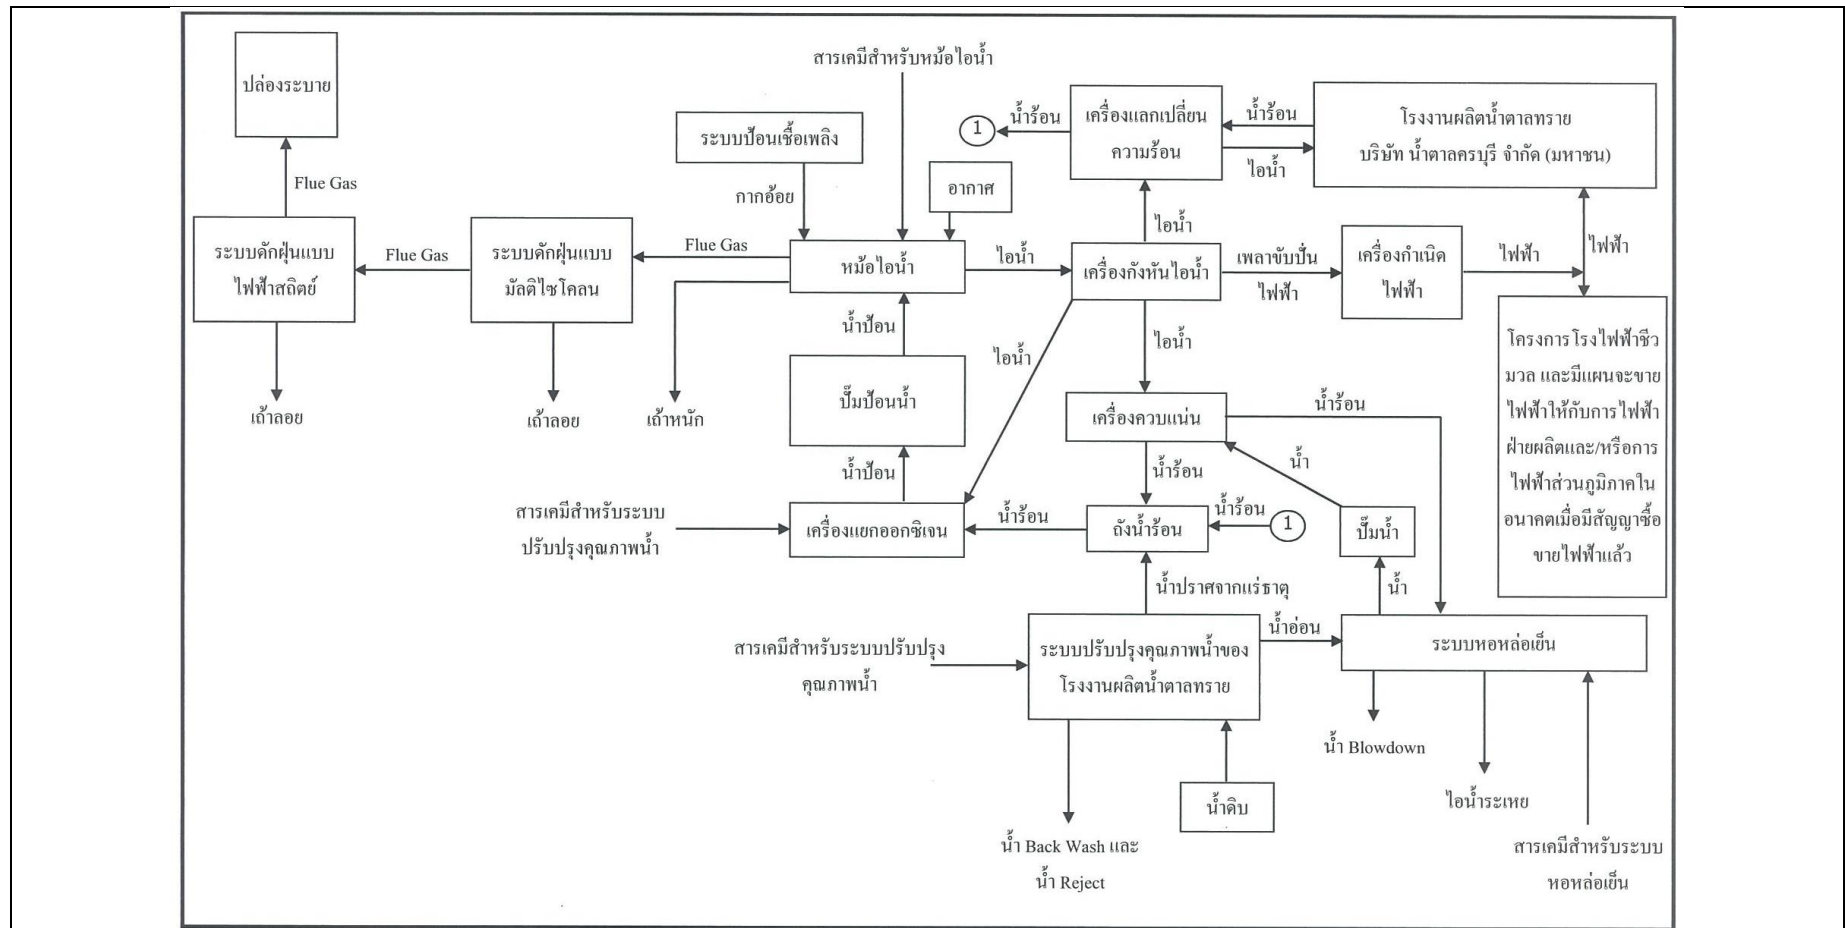 ปล่องระบาย
สารเคมีสำหรับหม้อไอน้ำ
ระบบป้อนเชื้อเพลิง
1
น้ำร้อน
เครื่องแลกเปลี่ยน
ความร้อน
น้ำร้อน
ไอน้ำ
โรงงานผลิตน้ำตาลทราย
บริษัท น้ำตาลครบุรี จำกัด (มหาชน)
Flue Gas
กากอ้อย
อากาศ
ไอน้ำ
ระบบดักฝุ่นแบบ
ไฟฟ้าสถิตย์
Flue Gas
ระบบดักฝุ่นแบบ
มัลติไซโคลน
Flue Gas
หม้อไอน้ำ
ไอน้ำ
เครื่องกังหันไอน้ำ
เพลาขับปั่น
ไฟฟ้า
เครื่องกำเนิด
ไฟฟ้า
ไฟฟ้า
ไฟฟ้า
น้ำป้อน
ไอน้ำ
ไอน้ำ
โครงการโรงไฟฟ้าชีว
มวล และมีแผนจะขาย
ไฟฟ้าให้กับการไฟฟ้า
ฝ่ายผลิตและ/หรือการ
ไฟฟ้าส่วนภูมิภาคใน
อนาคตเมื่อมีสัญญาซื้อ
ขายไฟฟ้าแล้ว
เถ้าลอย
เถ้าลอย
เถ้าหนัก
ปั๊มป้อนน้ำ
เครื่องควบแน่น
น้ำร้อน
น้ำป้อน
น้ำร้อน
น้ำ
สารเคมีสำหรับระบบ
ปรับปรุงคุณภาพน้ำ
เครื่องแยกออกซิเจน
น้ำร้อน
ถังน้ำร้อน
น้ำร้อน
1
ปั๊มน้ำ
น้ำปราศจากแร่ธาตุ
น้ำ
สารเคมีสำหรับระบบปรับปรุง
คุณภาพน้ำ
ระบบปรับปรุงคุณภาพน้ำของ
โรงงานผลิตน้ำตาลทราย
น้ำอ่อน
ระบบหอหล่อเย็น
น้ำ Blowdown
น้ำดิบ
ไอน้ำระเหย
น้ำ Back Wash และ
น้ำ Reject
สารเคมีสำหรับระบบ
หอหล่อเย็น